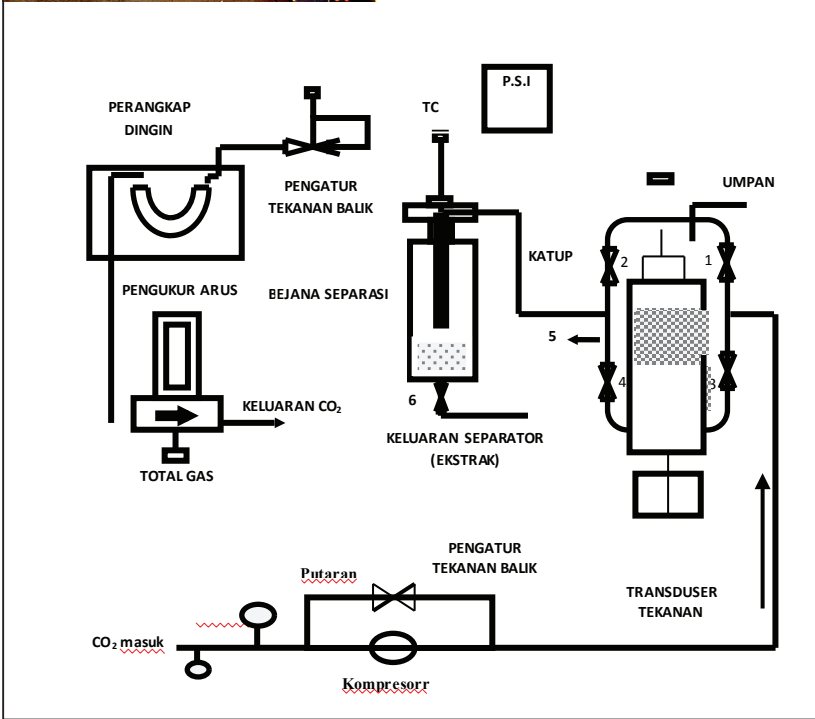 P.S.I
TC
PERANGKAP
DINGIN
UMPAN
PENGATUR
TEKANAN BALIK
KATUP
2
1
PENGUKUR ARUS
BEJANA SEPARASI
5
4
3
6
KELUARAN CO₂
KELUARAN SEPARATOR
(EKSTRAK)
TOTAL GAS
PENGATUR
TEKANAN BALIK
Putaran
TRANSDUSER
TEKANAN
CO₂ masuk
Kompresorr